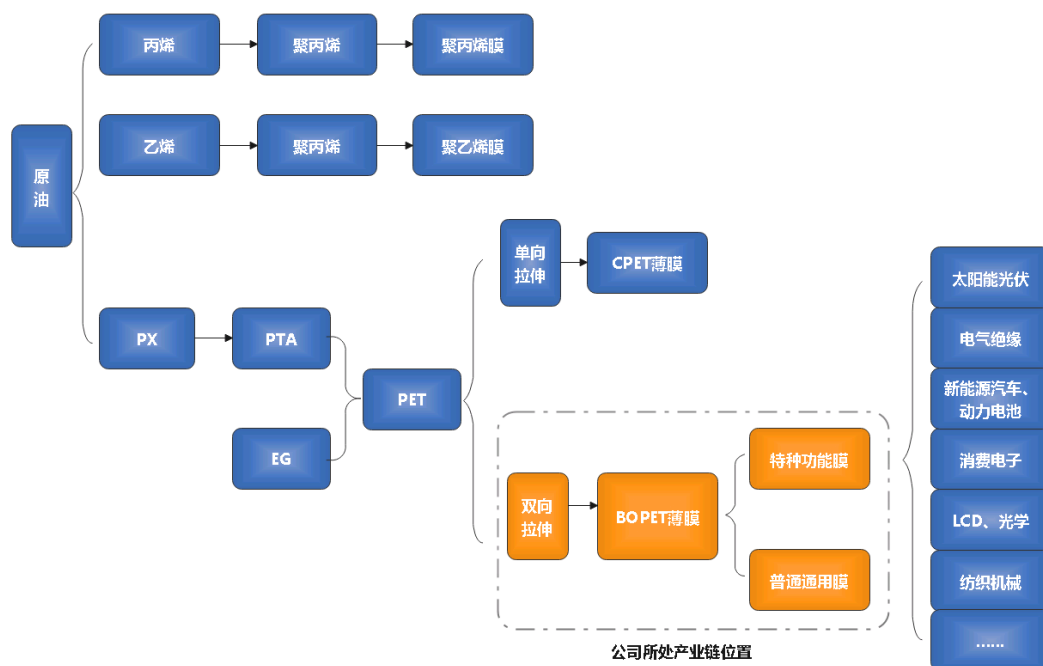 丙烯
聚丙烯
聚丙烯膜
乙烯
聚丙烯
聚乙烯膜
原
油
单向
拉伸
CPET薄膜
PX
PTA
EG
PET
双向
拉伸
BOPET薄膜
特种功能膜
普通通用膜
公司所处产业链位置
太阳能光伏
电气绝缘
新能源汽车、
动力电池
消费电子
LCD、光学
纺织机械
……